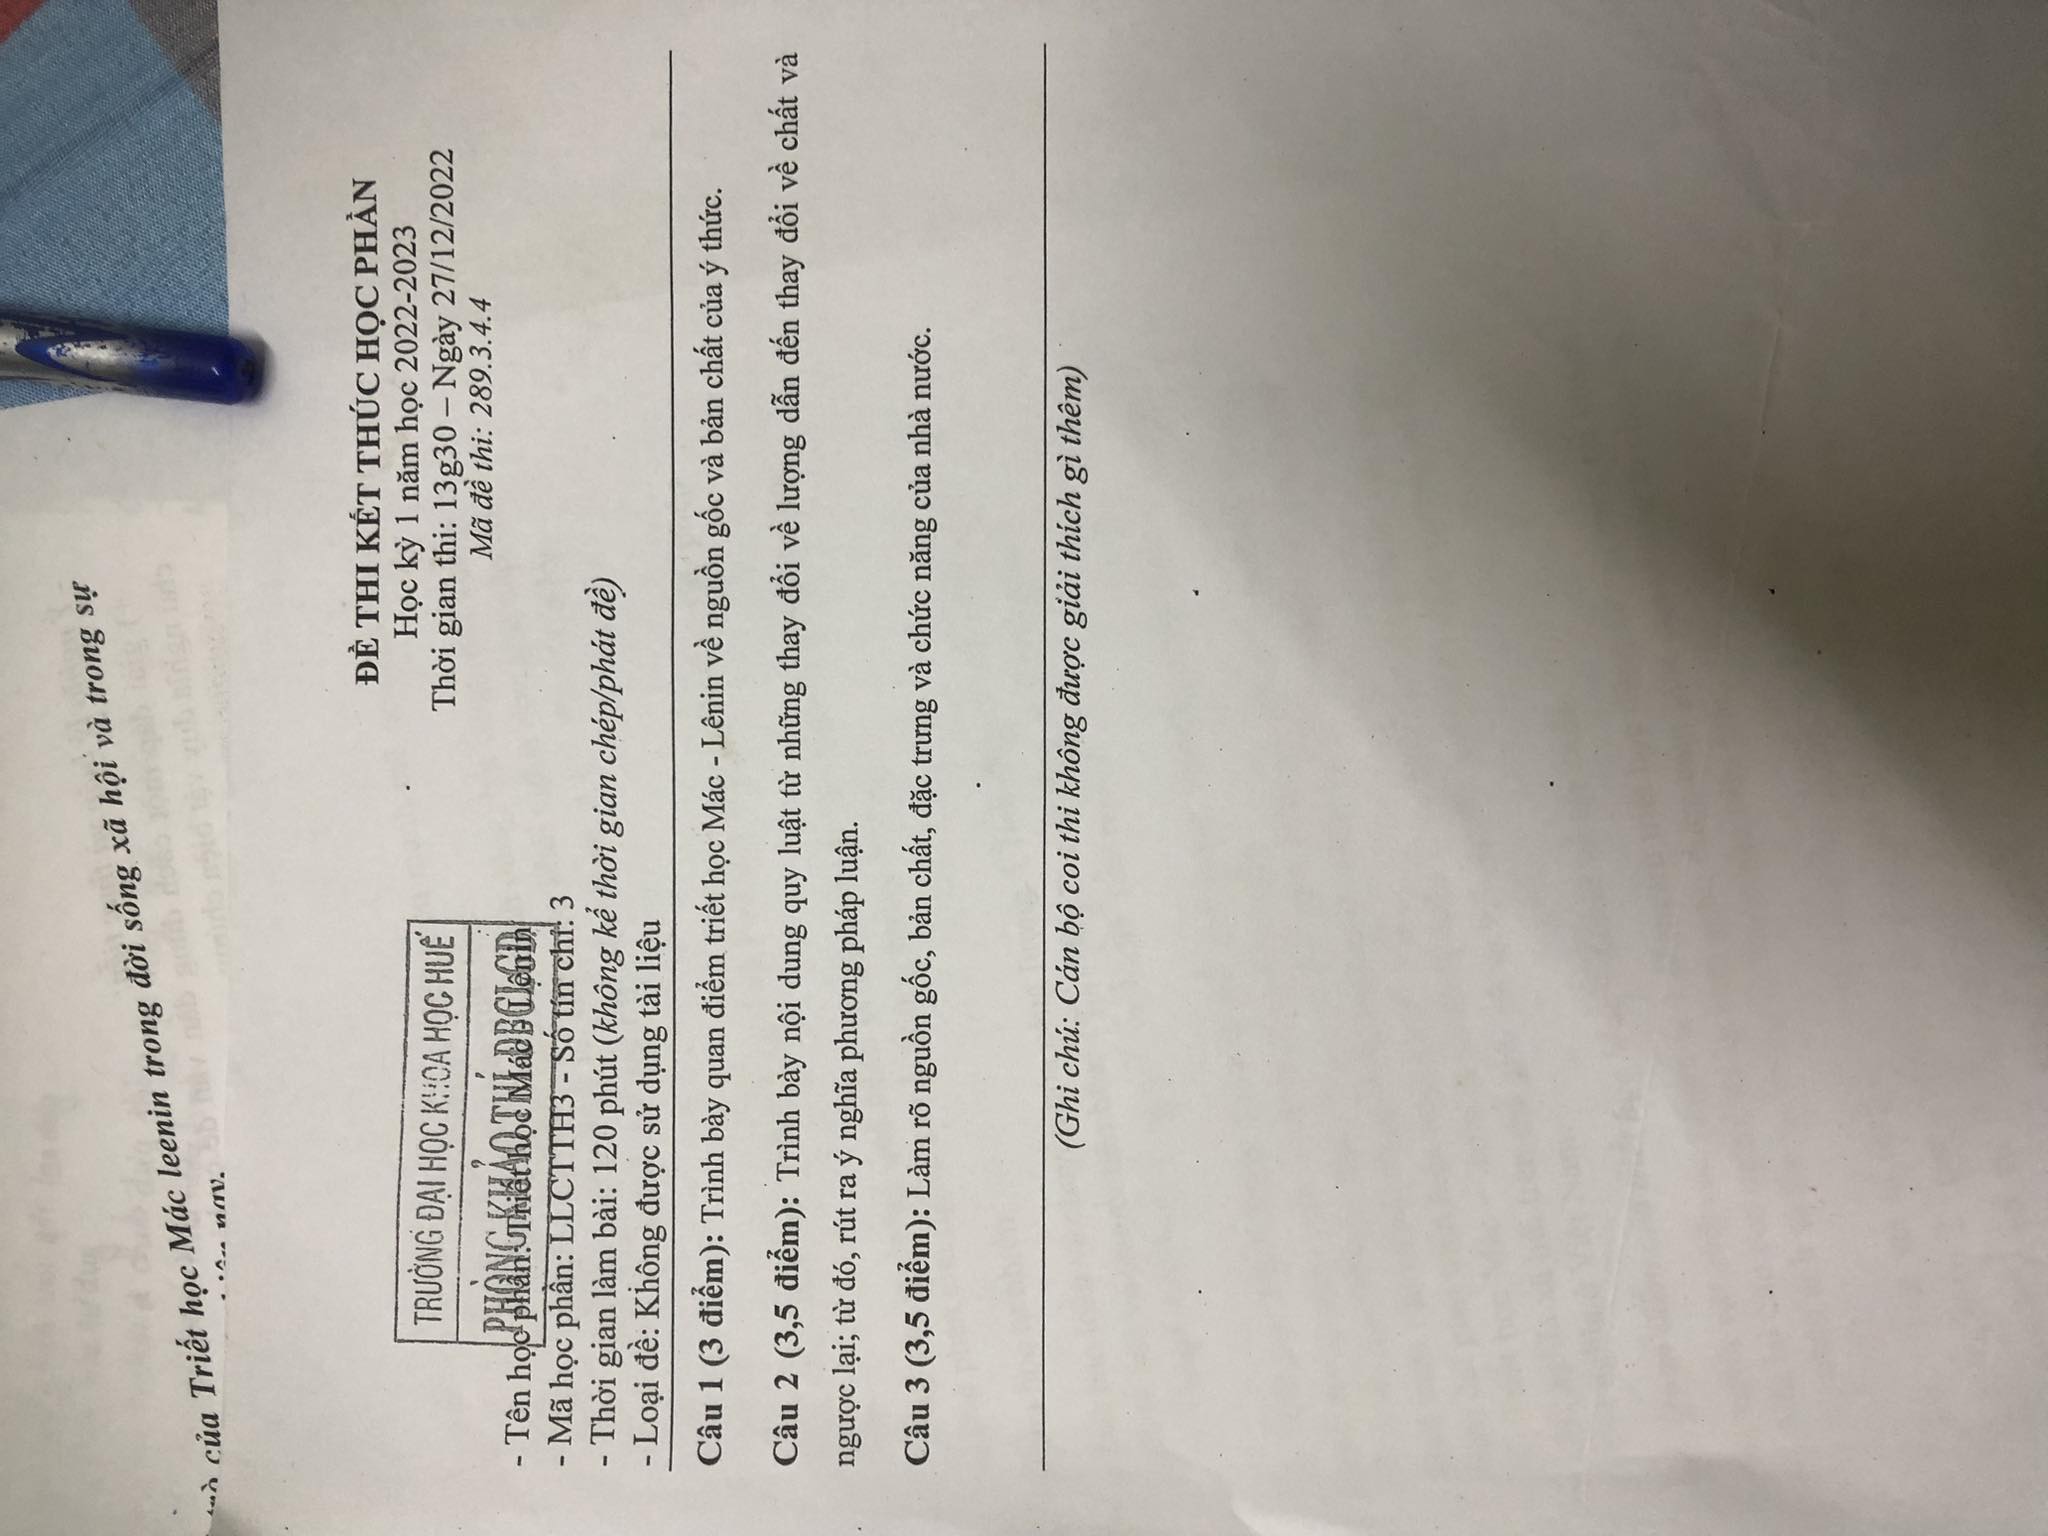 của Triết học Mác leenin trong đời sống xã hội và trong sự
nay.
TRƯỜNG ĐẠI HỌC KHOA HỌC HUẾ
PHÒNG KHẢO THÍ - ĐBCLGD
ĐỀ THI KẾT THÚC HỌC PHẦN
Học kỳ 1 năm học 2022-2023
Thời gian thi: 13g30 – Ngày 27/12/2022
Mã đề thi: 289.3.4.4
- Tên học phần: Triết học Mác - Lênin
- Mã học phần: LLCTTH3 - Số tín chỉ: 3
- Thời gian làm bài: 120 phút (không kể thời gian chép/phát đề)
- Loại đề: Không được sử dụng tài liệu
Câu 1 (3 điểm): Trình bày quan điểm triết học Mác - Lênin về nguồn gốc và bản chất của ý thức.
Câu 2 (3,5 điểm): Trình bày nội dung quy luật từ những thay đổi về lượng dẫn đến thay đổi về chất và
ngược lại; từ đó, rút ra ý nghĩa phương pháp luận.
Câu 3 (3,5 điểm): Làm rõ nguồn gốc, bản chất, đặc trưng và chức năng của nhà nước.
(Ghi chú: Cán bộ coi thi không được giải thích gì thêm)